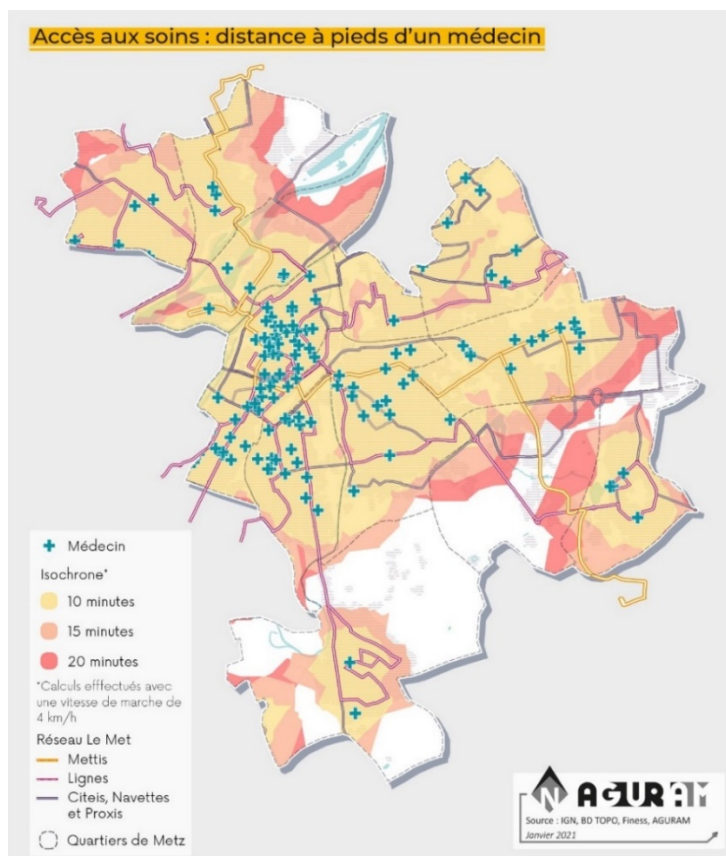 Accès aux soins : distance à pieds d'un médecin
Médecin
Isochrone*
10 minutes
15 minutes
20 minutes
*Calculs efffectués avec
une vitesse de marche de
4 km/h
Réseau Le Met
Mettis
Lignes
Citeis, Navettes
et Proxis
Quartiers de Metz
N AGURAM
Source : IGN, BD TOPO, Finess, AGURAM
Janvier 2021